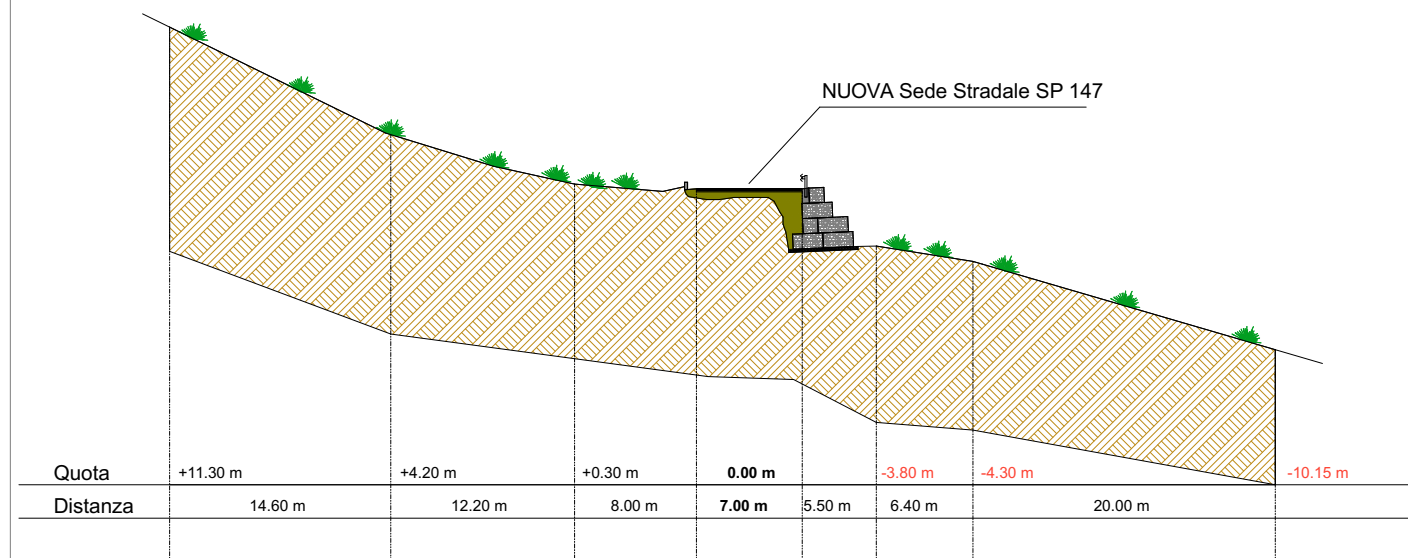 NUOVA Sede Stradale SP 147
Quota +11.30 m +4.20 m +0.30 m 0.00 m -3.80 m -4.30 m -10.15 m
Distanza 14.60 m 12.20 m 8.00 m 7.00 m 5.50 m 6.40 m 20.00 m